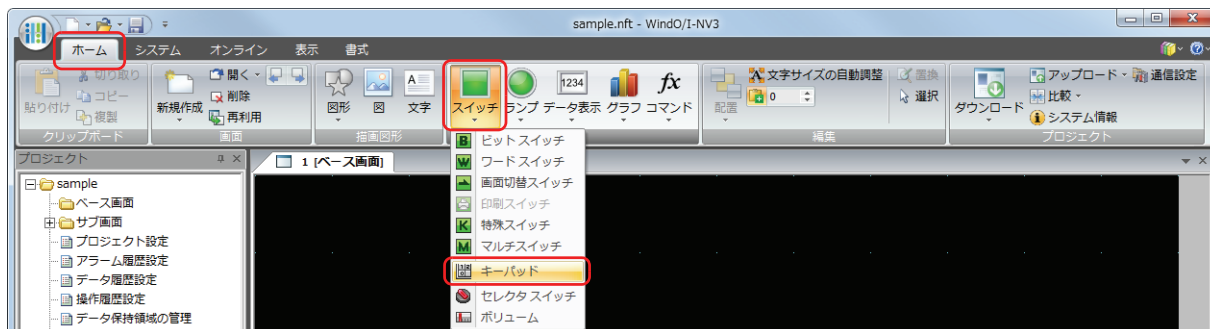 sample.nft - WindO/I-NV3
ホーム システム オンライン 表示 書式
切り取り 開く 文字サイズの自動調整 置換 アップロード 通信設定
貼り付け コピー 新規作成 削除 図形 図 文字 スイッチ ランプ データ表示 グラフ コマンド 配置 0 選択 ダウンロード 比較
複製 再利用 システム情報
クリップボード 画面 描画図形 編集 プロジェクト
プロジェクト 1 [ベース画面] ビットスイッチ
sample ワードスイッチ
ベース画面 画面切替スイッチ
サブ画面 印刷スイッチ
プロジェクト設定 特殊スイッチ
アラーム履歴設定 マルチスイッチ
データ履歴設定 キーパッド
操作履歴設定 セレクタスイッチ
データ保持領域の管理 ボリューム